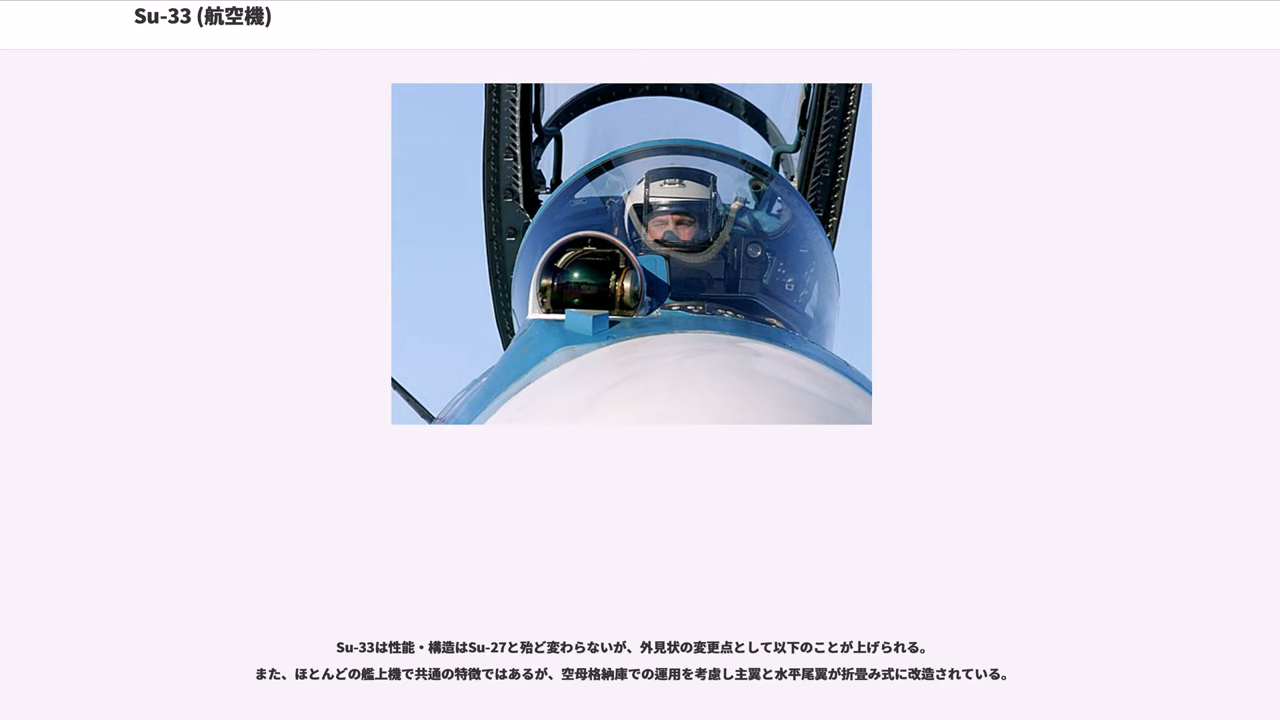 Su-33 (航空機)
Su-33は性能・構造はSu-27と殆ど変わらないが、外見状の変更点として以下のことが上げられる。
また、ほとんどの艦上機で共通の特徴ではあるが、空母格納庫での運用を考慮し主翼と水平尾翼が折畳み式に改造されている。